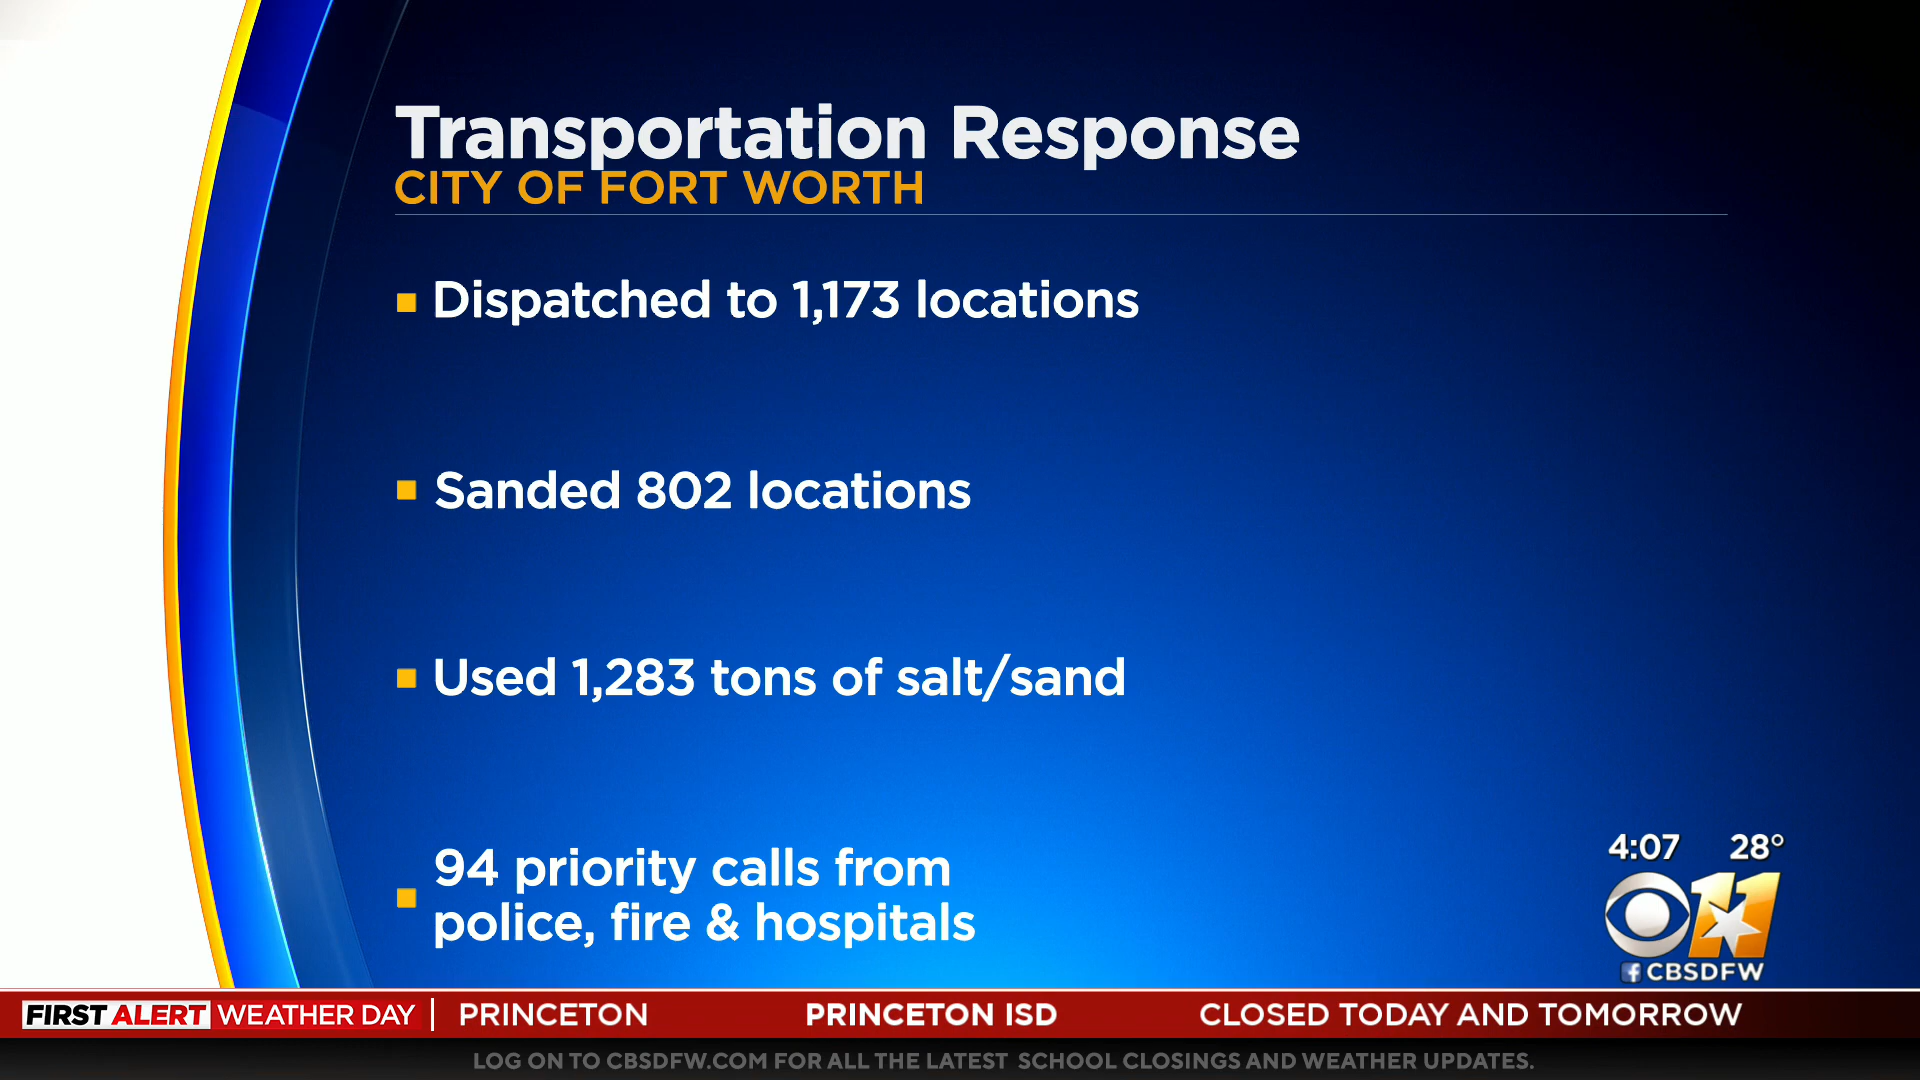 Transportation Response
CITY OF FORT WORTH
Dispatched to 1,173 locations
Sanded 802 locations
Used 1,283 tons of salt/sand
94 priority calls from
police, fire & hospitals
4:07 28°
11
f CBSDFW
FIRST ALERT WEATHER DAY PRINCETON PRINCETON ISD CLOSED TODAY AND TOMORROW
LOG ON TO CBSDFW.COM FOR ALL THE LATEST SCHOOL CLOSINGS AND WEATHER UPDATES.